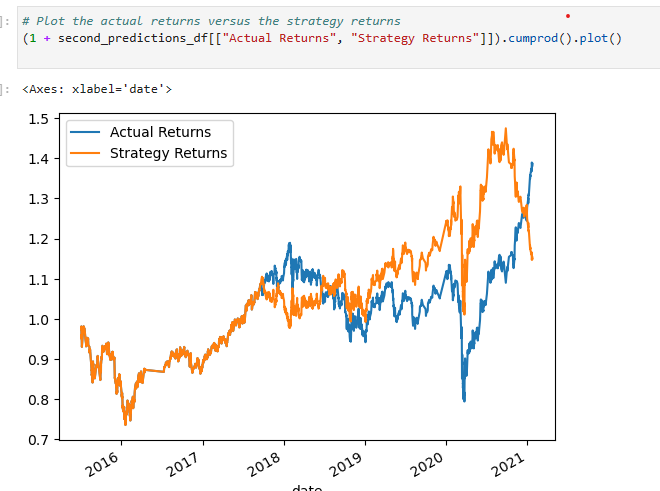 ]: # Plot the actual returns versus the strategy returns
(1 + second_predictions_df[["Actual Returns", "Strategy Returns"]]).cumprod().plot()
]: <Axes: xlabel='date'>
1.5
1.4
1.3
1.2
1.1
1.0
0.9
0.8
0.7
Actual Returns
Strategy Returns
2016
2017
2018
2019
2020
2021
date